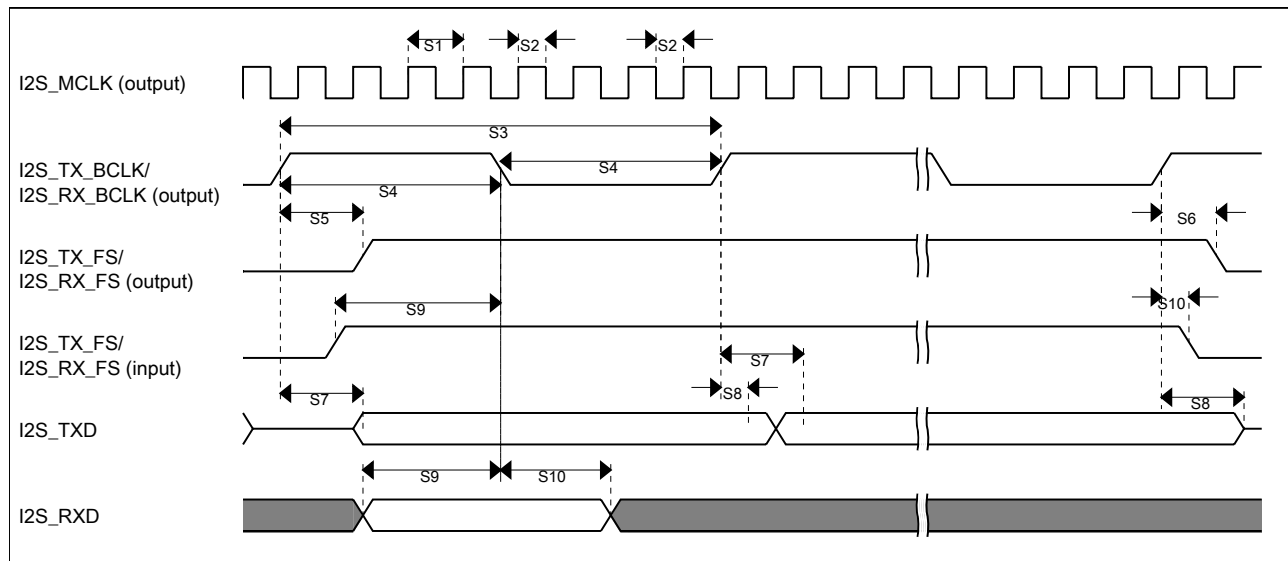 S1
S2
S2
I2S_MCLK (output)
S3
S4
I2S_TX_BCLK/
I2S_RX_BCLK (output)
S4
S5
S6
I2S_TX_FS/
I2S_RX_FS (output)
S9
S10
I2S_TX_FS/
I2S_RX_FS (input)
S7
S7
S8
S8
I2S_TXD
S9
S10
I2S_RXD